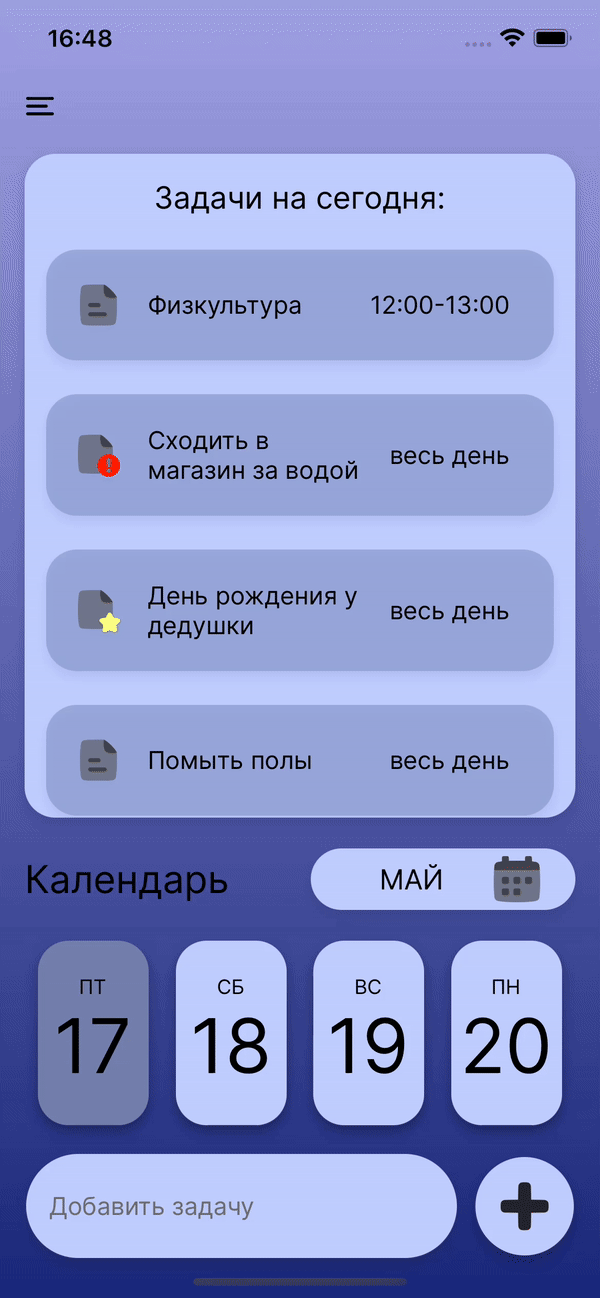 16:48
Задачи на сегодня:
Физкультура 12:00-13:00
Сходить в
магазин за водой
весь день
День рождения у
дедушки
весь день
Помыть полы весь день
Календарь
МАЙ
ПТ СБ ВС ПН
17 18 19 20
Добавить задачу